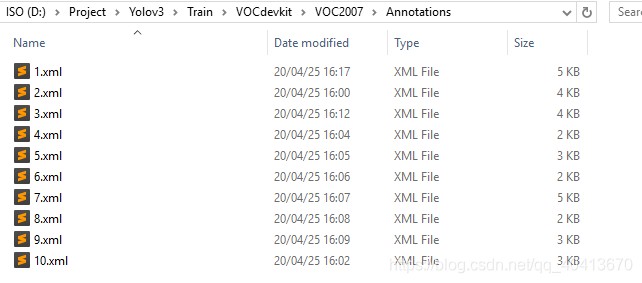 ISO (D:) > Project > Yolov3 > Train > VOCdevkit > VOC2007 > Annotations
Sear
Name Date modified Type Size
1.xml 20/04/25 16:17 XML File 5 KB
2.xml 20/04/25 16:00 XML File 4 KB
3.xml 20/04/25 16:12 XML File 4 KB
4.xml 20/04/25 16:04 XML File 2 KB
5.xml 20/04/25 16:05 XML File 3 KB
6.xml 20/04/25 16:06 XML File 2 KB
7.xml 20/04/25 16:07 XML File 5 KB
8.xml 20/04/25 16:08 XML File 2 KB
9.xml 20/04/25 16:09 XML File 3 KB
10.xml 20/04/25 16:02 XML File 3 KB